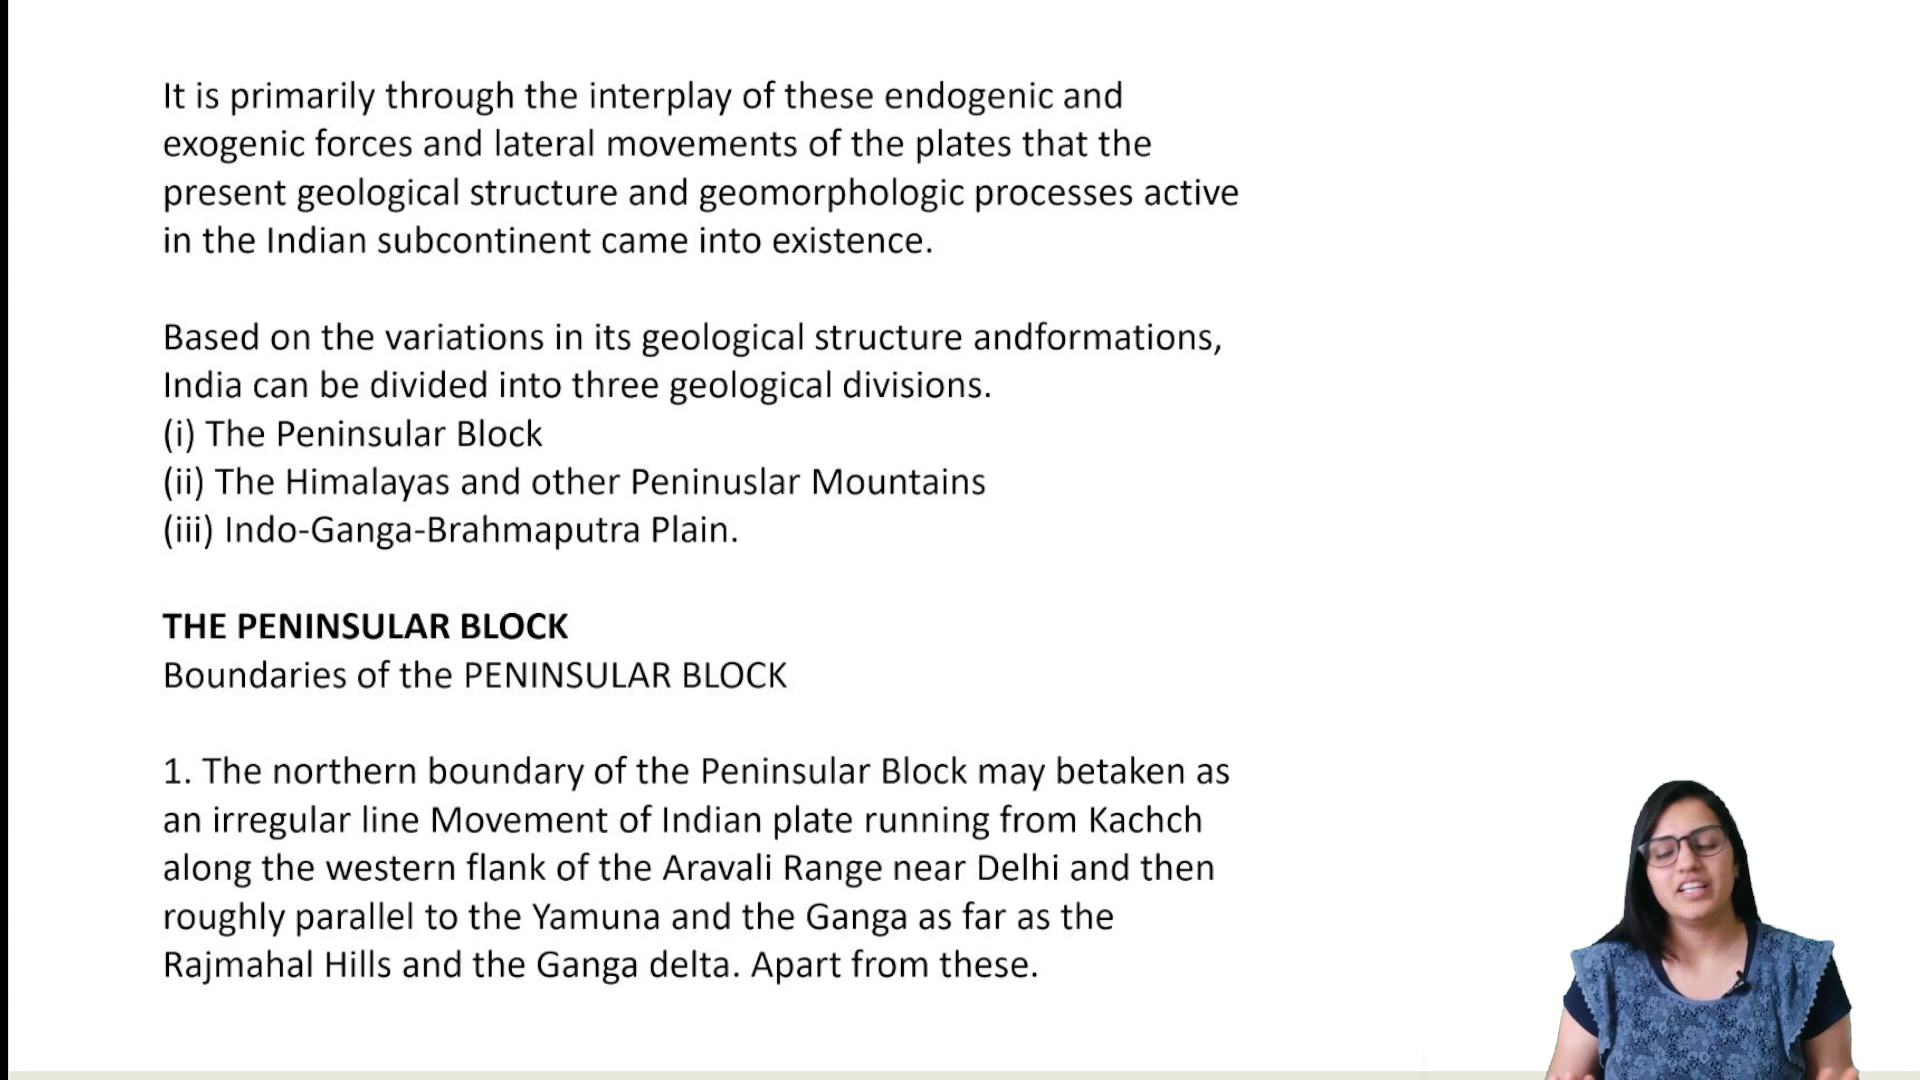 It is primarily through the interplay of these endogenic and
exogenic forces and lateral movements of the plates that the
present geological structure and geomorphologic processes active
in the Indian subcontinent came into existence.
Based on the variations in its geological structure andformations,
India can be divided into three geological divisions.
(i) The Peninsular Block
(ii) The Himalayas and other Peninuslar Mountains
(iii) Indo-Ganga-Brahmaputra Plain.
THE PENINSULAR BLOCK
Boundaries of the PENINSULAR BLOCK
1. The northern boundary of the Peninsular Block may betaken as
an irregular line Movement of Indian plate running from Kachch
along the western flank of the Aravali Range near Delhi and then
roughly parallel to the Yamuna and the Ganga as far as the
Rajmahal Hills and the Ganga delta. Apart from these.